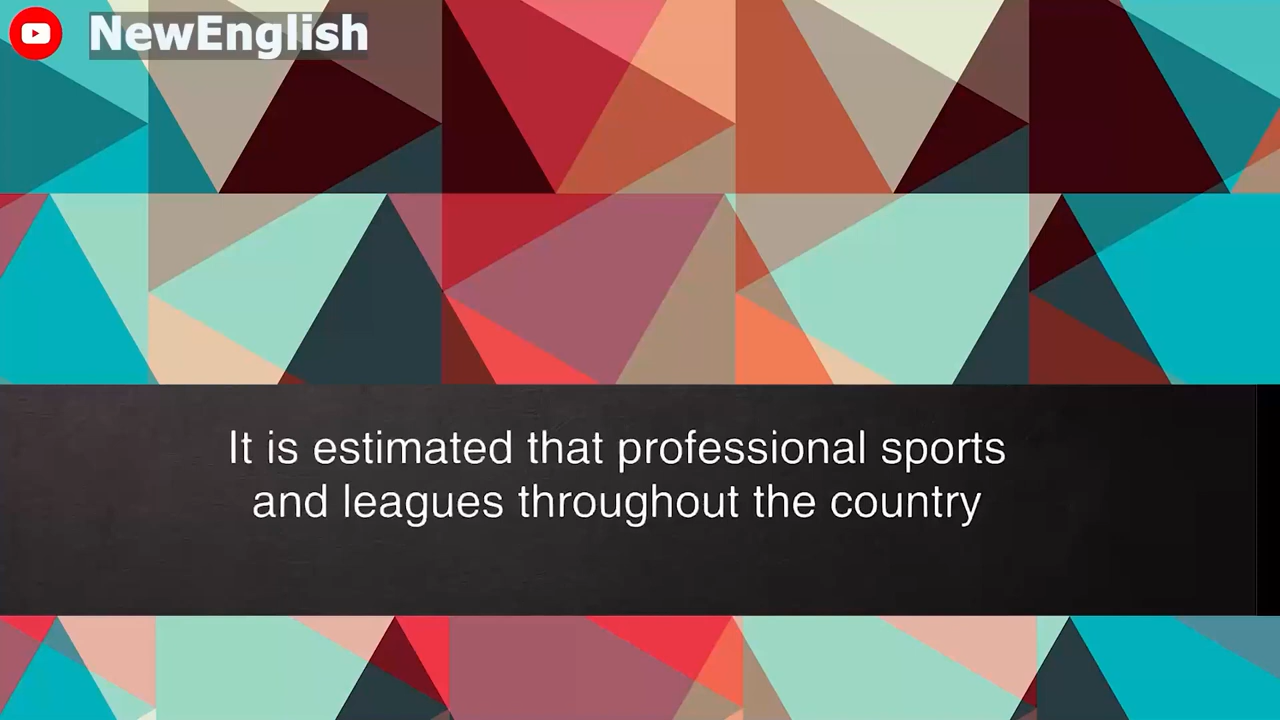 NewEnglish
It is estimated that professional sports
and leagues throughout the country